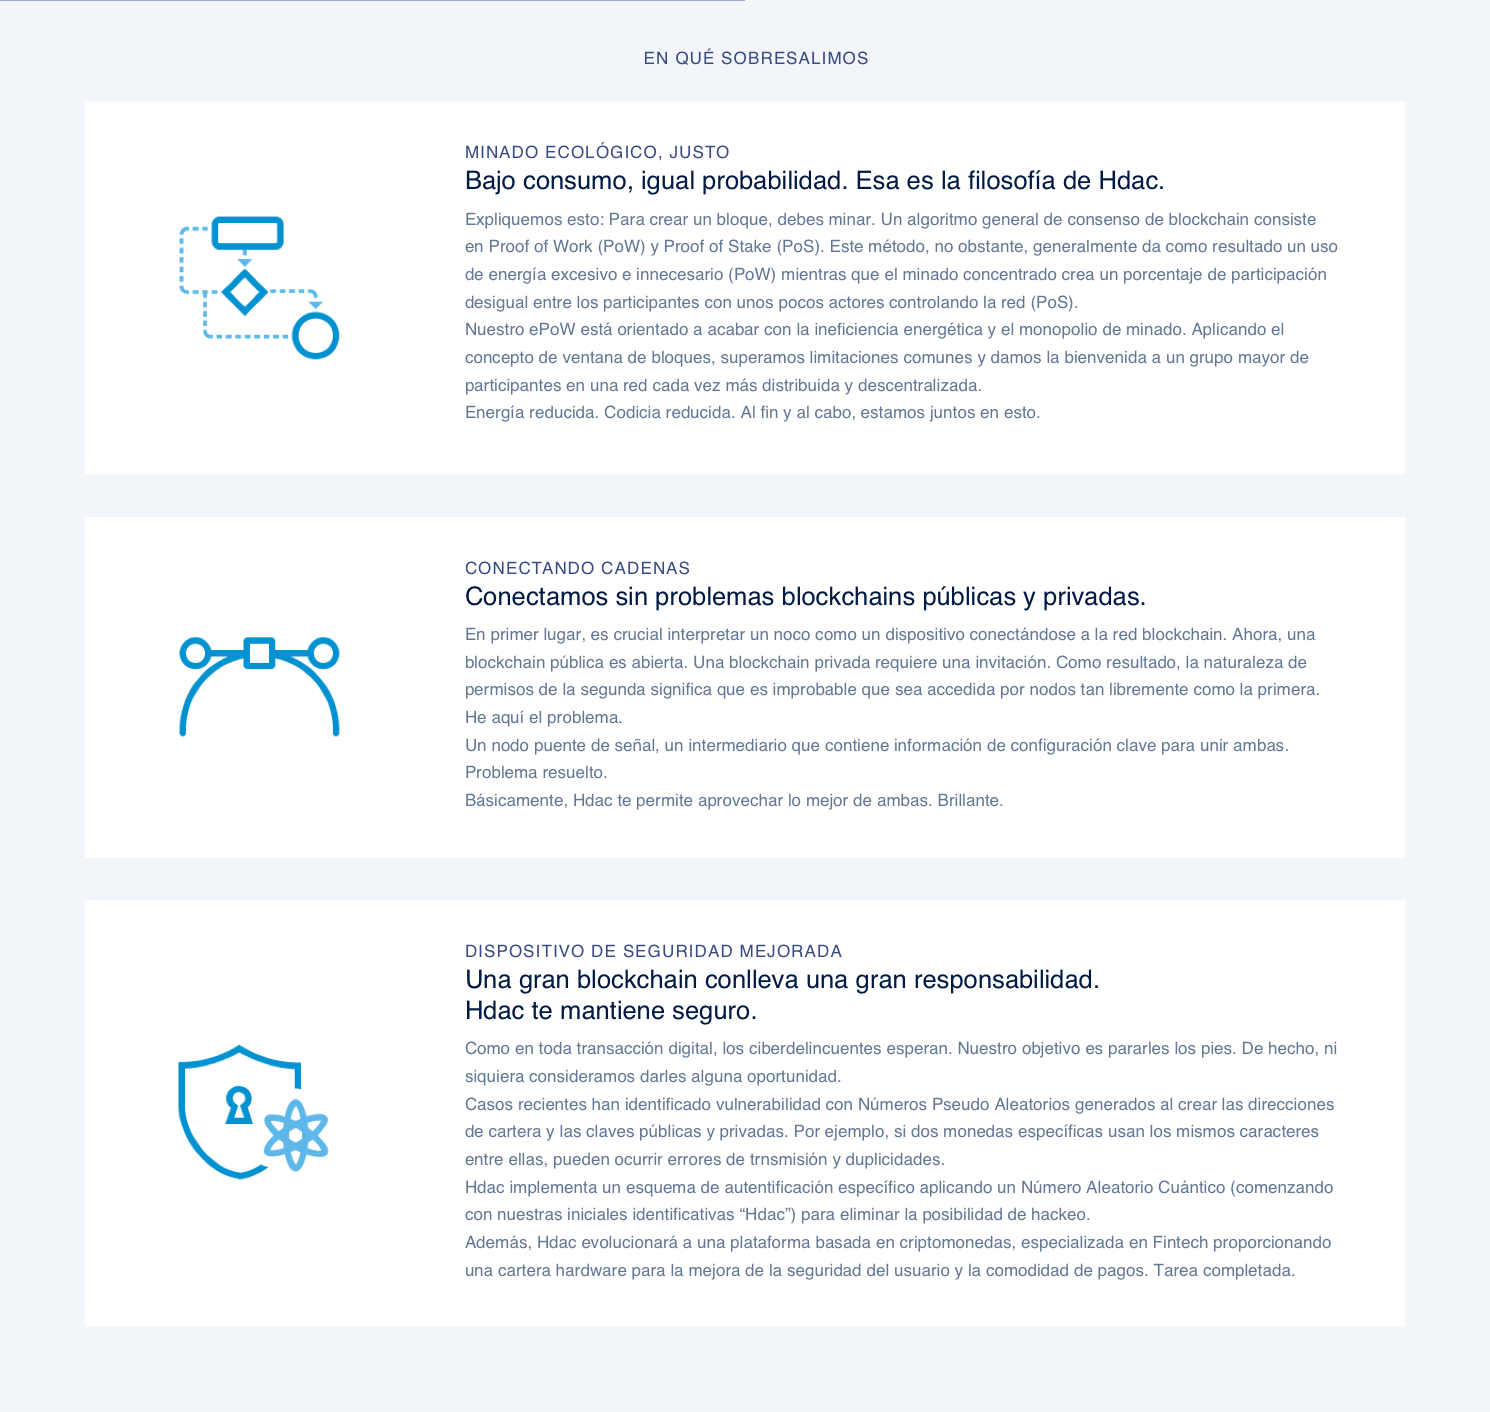 EN QUÉ SOBRESALIMOS
MINADO ECOLÓGICO, JUSTO
Bajo consumo, igual probabilidad. Esa es la filosofía de Hdac.
Expliquemos esto: Para crear un bloque, debes minar. Un algoritmo general de consenso de blockchain consiste
en Proof of Work (PoW) y Proof of Stake (PoS). Este método, no obstante, generalmente da como resultado un uso
de energía excesivo e innecesario (PoW) mientras que el minado concentrado crea un porcentaje de participación
desigual entre los participantes con unos pocos actores controlando la red (PoS).
Nuestro ePoW está orientado a acabar con la ineficiencia energética y el monopolio de minado. Aplicando el
concepto de ventana de bloques, superamos limitaciones comunes y damos la bienvenida a un grupo mayor de
participantes en una red cada vez más distribuida y descentralizada.
Energía reducida. Codicia reducida. Al fin y al cabo, estamos juntos en esto.
CONECTANDO CADENAS
Conectamos sin problemas blockchains públicas y privadas.
En primer lugar, es crucial interpretar un noco como un dispositivo conectándose a la red blockchain. Ahora, una
blockchain pública es abierta. Una blockchain privada requiere una invitación. Como resultado, la naturaleza de
permisos de la segunda significa que es improbable que sea accedida por nodos tan libremente como la primera.
He aquí el problema.
Un nodo puente de señal, un intermediario que contiene información de configuración clave para unir ambas.
Problema resuelto.
Básicamente, Hdac te permite aprovechar lo mejor de ambas. Brillante.
DISPOSITIVO DE SEGURIDAD MEJORADA
Una gran blockchain conlleva una gran responsabilidad.
Hdac te mantiene seguro.
Como en toda transacción digital, los ciberdelincuentes esperan. Nuestro objetivo es pararles los pies. De hecho, ni
siquiera consideramos darles alguna oportunidad.
Casos recientes han identificado vulnerabilidad con Números Pseudo Aleatorios generados al crear las direcciones
de cartera y las claves públicas y privadas. Por ejemplo, si dos monedas específicas usan los mismos caracteres
entre ellas, pueden ocurrir errores de trnsmisión y duplicidades.
Hdac implementa un esquema de autentificación específico aplicando un Número Aleatorio Cuántico (comenzando
con nuestras iniciales identificativas “Hdac”) para eliminar la posibilidad de hackeo.
Además, Hdac evolucionará a una plataforma basada en criptomonedas, especializada en Fintech proporcionando
una cartera hardware para la mejora de la seguridad del usuario y la comodidad de pagos. Tarea completada.